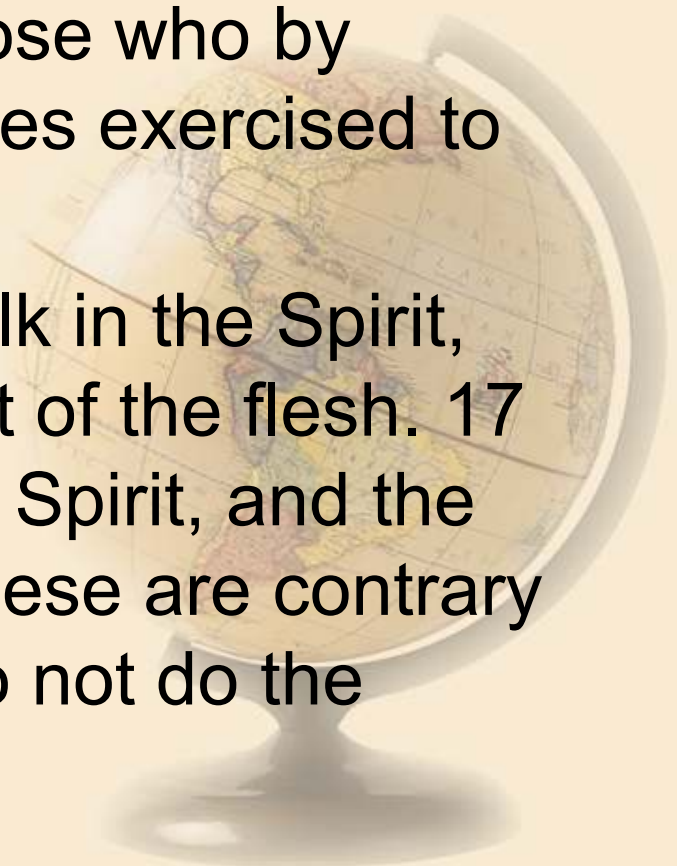 ose who by
es exercised to
lk in the Spirit,
t of the flesh. 17
Spirit, and the
ese are contrary
o not do the